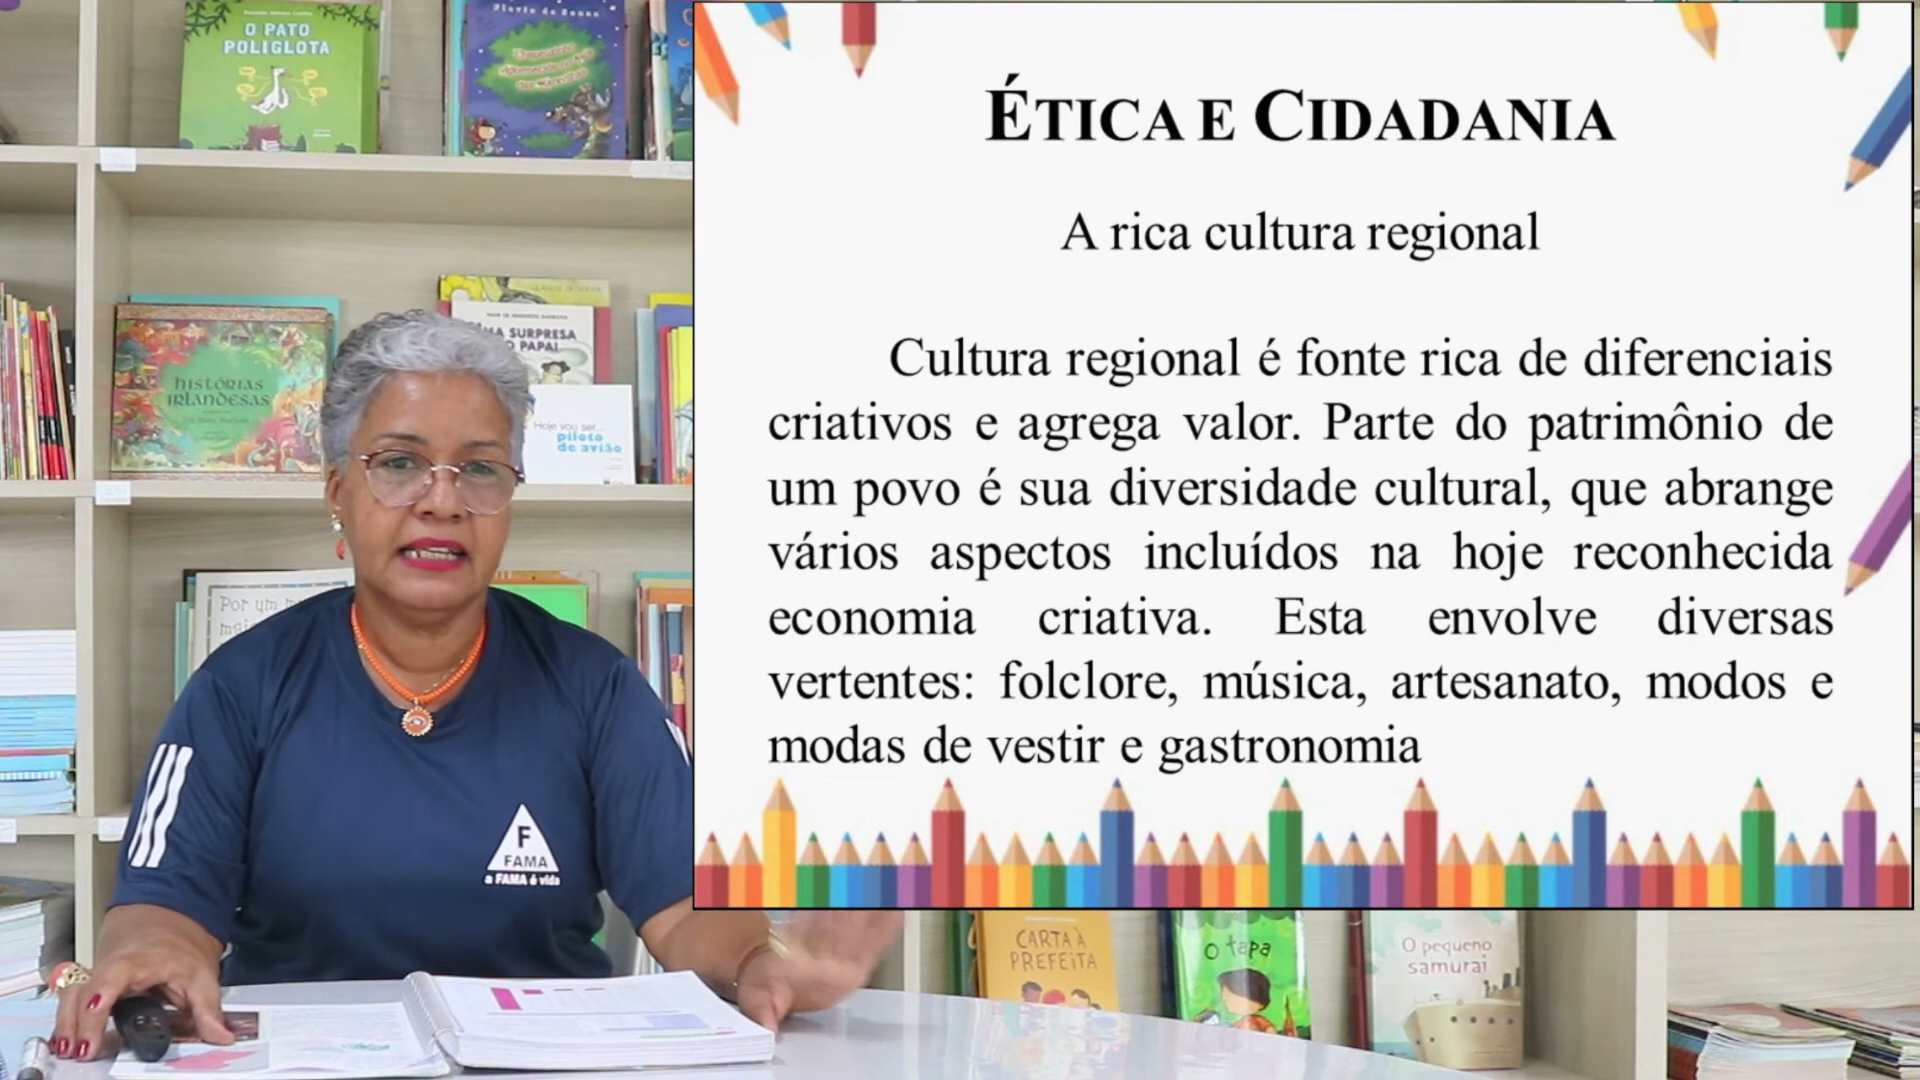 O PATO
POLIGLOTA
Flavia de Souza
ÉTICA E CIDADANIA
A rica cultura regional
Cultura regional é fonte rica de diferenciais
criativos e agrega valor. Parte do patrimônio de
um povo é sua diversidade cultural, que abrange
vários aspectos incluídos na hoje reconhecida
economia criativa. Esta envolve diversas
vertentes: folclore, música, artesanato, modos e
modas de vestir e gastronomia
SURPRESA
PAPAI
HISTÓRIAS
IRLANDESAS
Hoje vou ser...
piloto
de avião
Por um
F
FAMA
a FAMA é vida
CARTA À
PREFEITA
O tapa
O pequeno
samurai